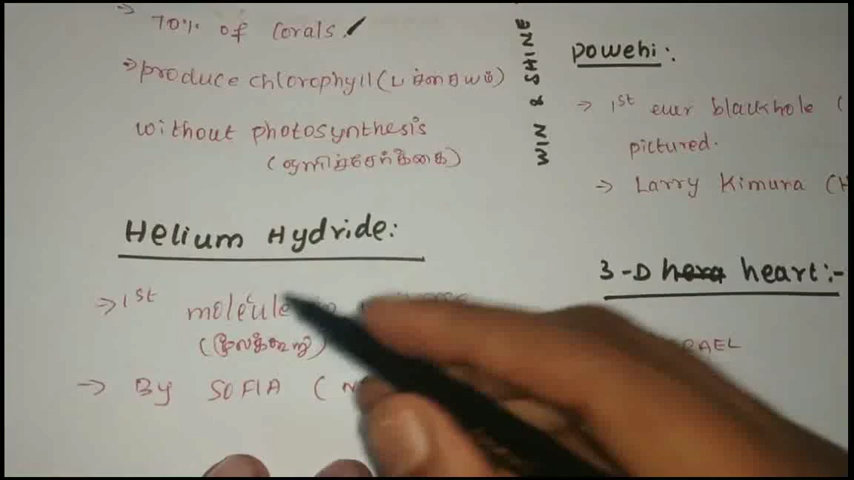 → 70% of corals.
→ produce chlorophyll (பச்சையம்)
without photosynthesis
(ஒளிச்சேர்க்கை)
Helium Hydride:
→ 1st molecule
(மூலக்கூறு)
→ By SOFIA (
WIN & SHINE
Powehi:
→ 1st ever blackhole (
pictured.
→ Larry Kimura (H
3-D heart:-
RAEL